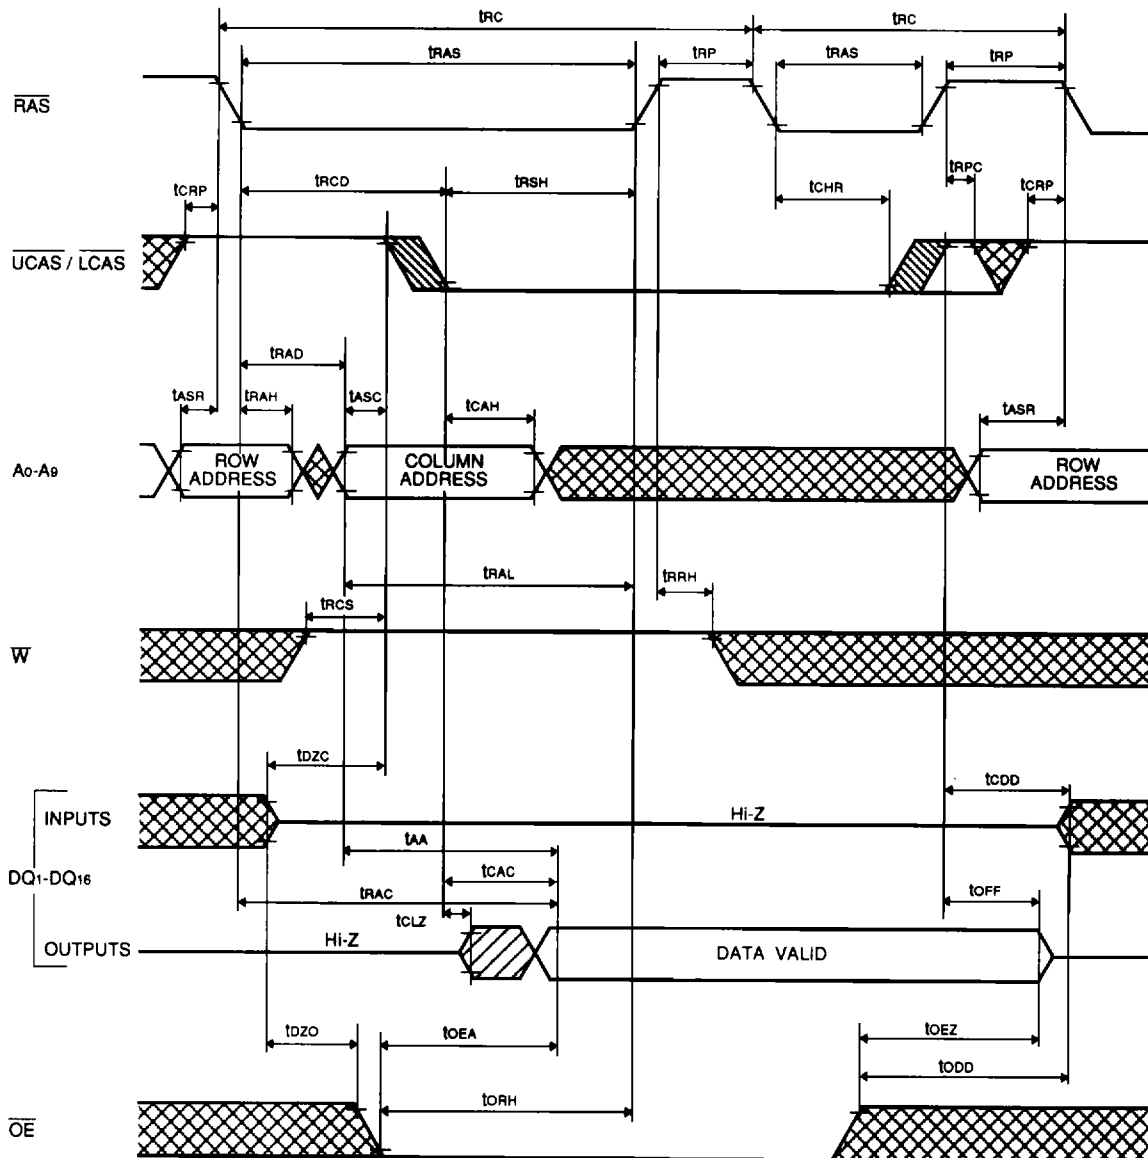 tRC tRC
tRAS tRP tRAS tRP
RAS
tCRP tRCD tRSH tCHR tRPC tCRP
UCAS / LCAS
tRAD
tASR tRAH tASC tCAH tASR
A0-A9 ROW ADDRESS COLUMN ADDRESS ROW ADDRESS
tRAL tRRH
tRCS
W
tDZC tCDD
INPUTS Hi-Z
tAA
tCAC
DQ1-DQ16 tRAC tOFF
tCLZ
OUTPUTS Hi-Z DATA VALID
tDZO tOEA tOEZ
tODD
tORH
OE